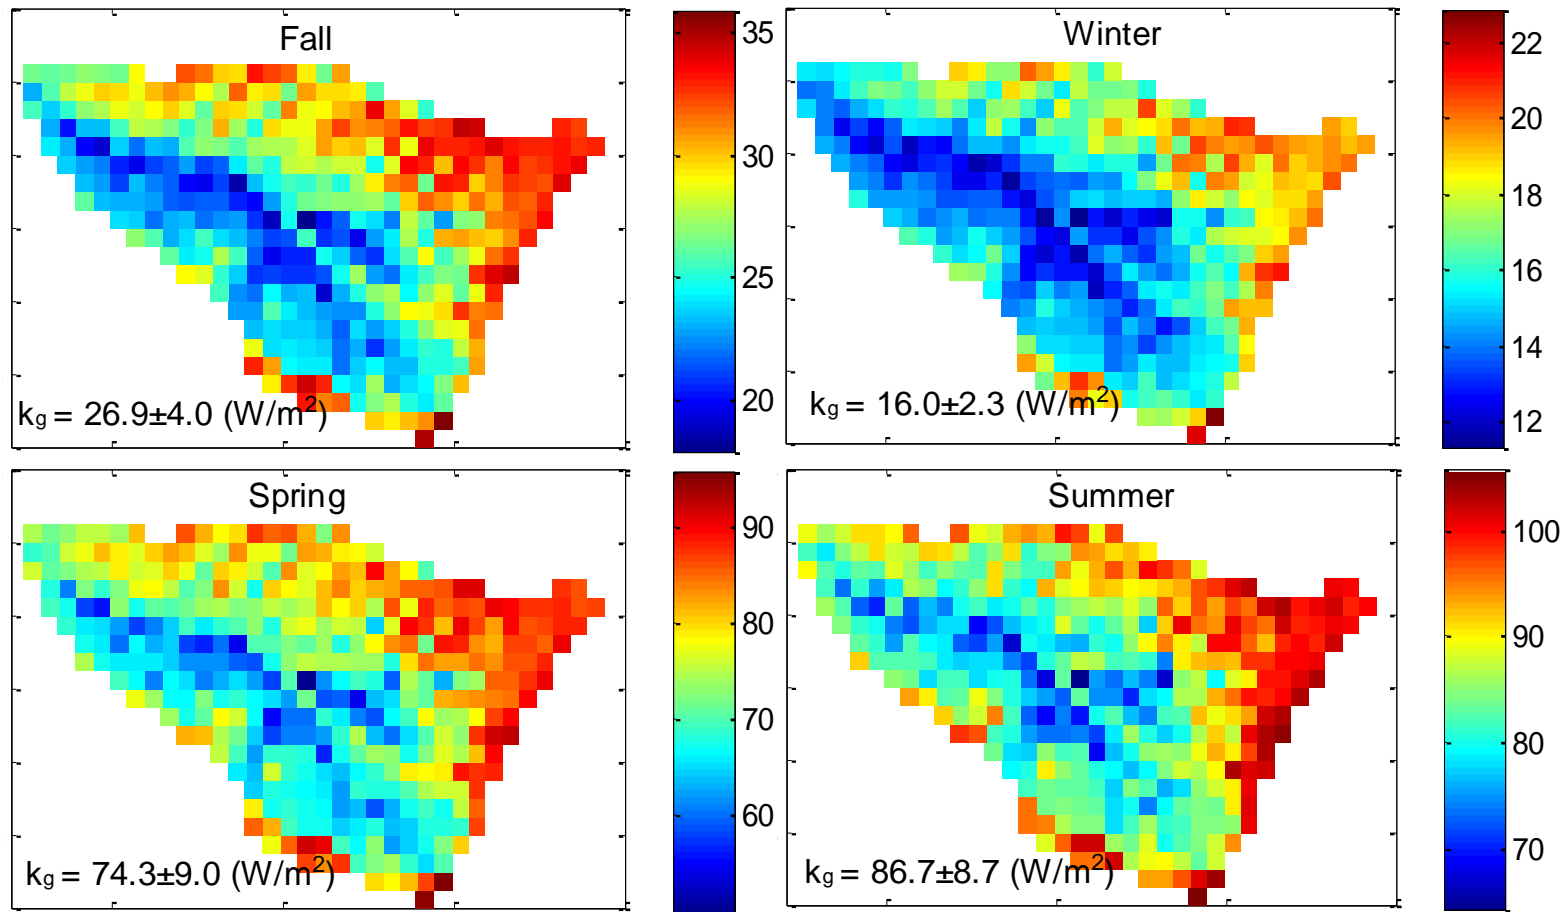 Fall
35
30
25
20
kg = 26.9±4.0 (W/m²)
Winter
22
20
18
16
14
12
kg = 16.0±2.3 (W/m²)
Spring
90
80
70
60
kg = 74.3±9.0 (W/m²)
Summer
100
90
80
70
kg = 86.7±8.7 (W/m²)